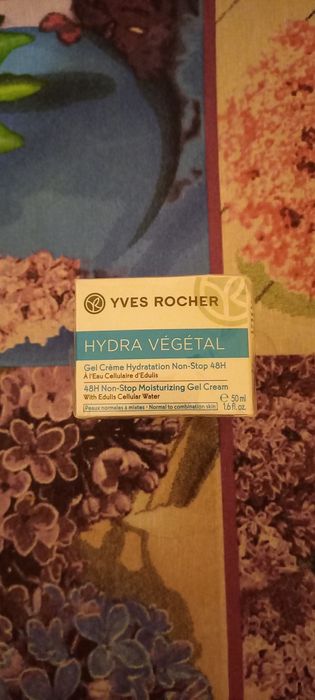 YVES ROCHER
HYDRA VÉGÉTAL
Gel Crème Hydratation Non-Stop 48H
À l'Eau Cellulaire d'Edulis
48H Non-Stop Moisturizing Gel Cream
With Edulis Cellular Water
Peaux normales à mixtes - Normal to combination skin
℮ 50 ml
1.6 fl.oz.